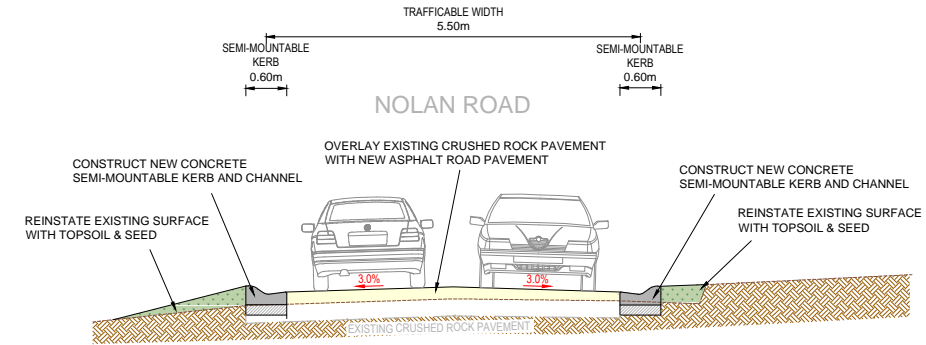 TRAFFICABLE WIDTH
5.50m
SEMI-MOUNTABLE
KERB
0.60m
SEMI-MOUNTABLE
KERB
0.60m
NOLAN ROAD
OVERLAY EXISTING CRUSHED ROCK PAVEMENT
WITH NEW ASPHALT ROAD PAVEMENT
CONSTRUCT NEW CONCRETE
SEMI-MOUNTABLE KERB AND CHANNEL
CONSTRUCT NEW CONCRETE
SEMI-MOUNTABLE KERB AND CHANNEL
REINSTATE EXISTING SURFACE
WITH TOPSOIL & SEED
REINSTATE EXISTING SURFACE
WITH TOPSOIL & SEED
3.0%
3.0%
EXISTING CRUSHED ROCK PAVEMENT